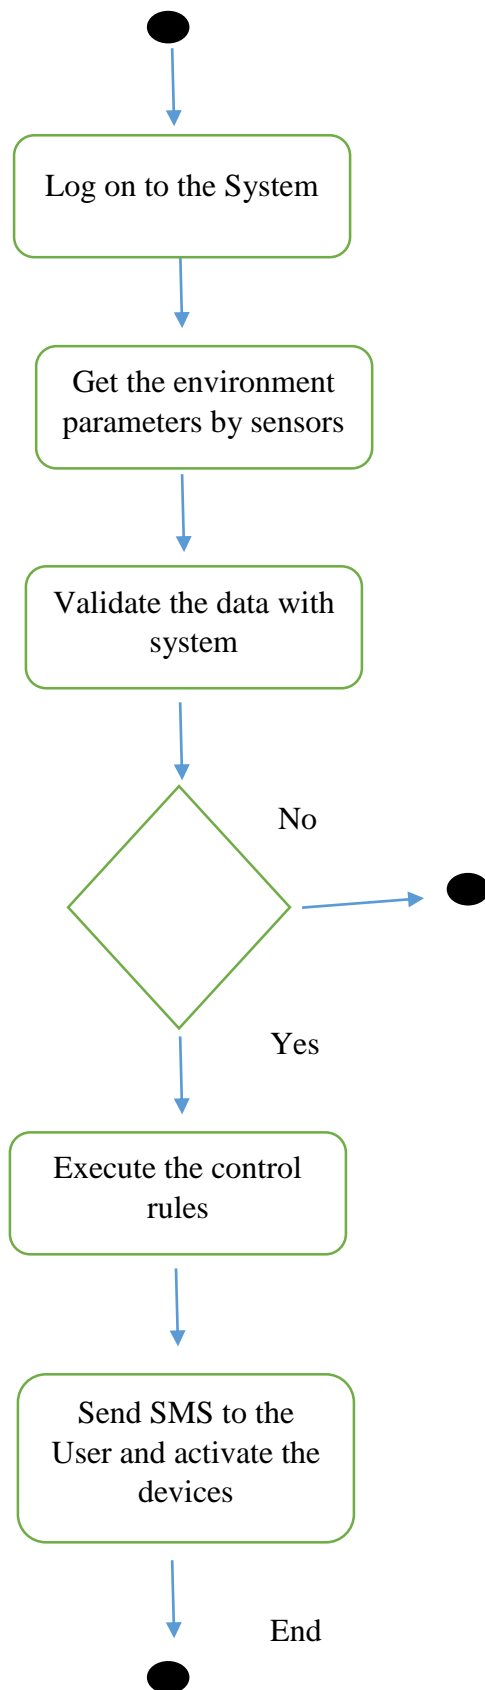 Log on to the System
Get the environment
parameters by sensors
Validate the data with
system
No
Yes
Execute the control
rules
Send SMS to the
User and activate the
devices
End